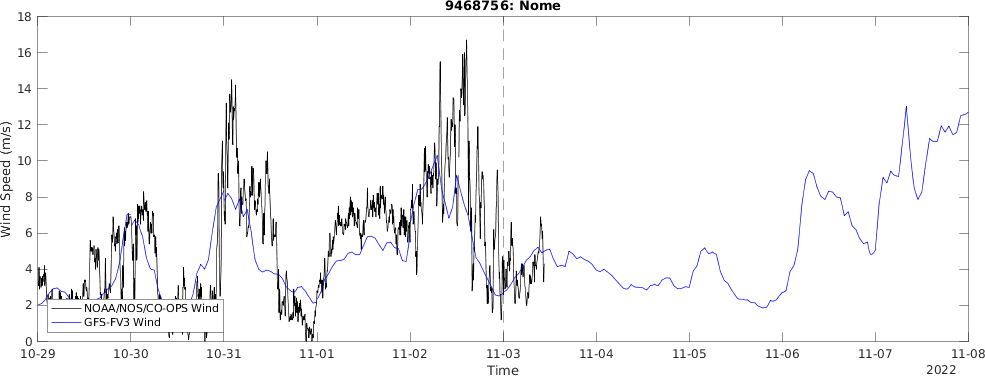 9468756: Nome
Wind Speed (m/s)
18
16
14
12
10
8
6
4
2
0
NOAA/NOS/CO-OPS Wind
GFS-FV3 Wind
10-29 10-30 10-31 11-01 11-02 11-03 11-04 11-05 11-06 11-07 11-08
Time
2022